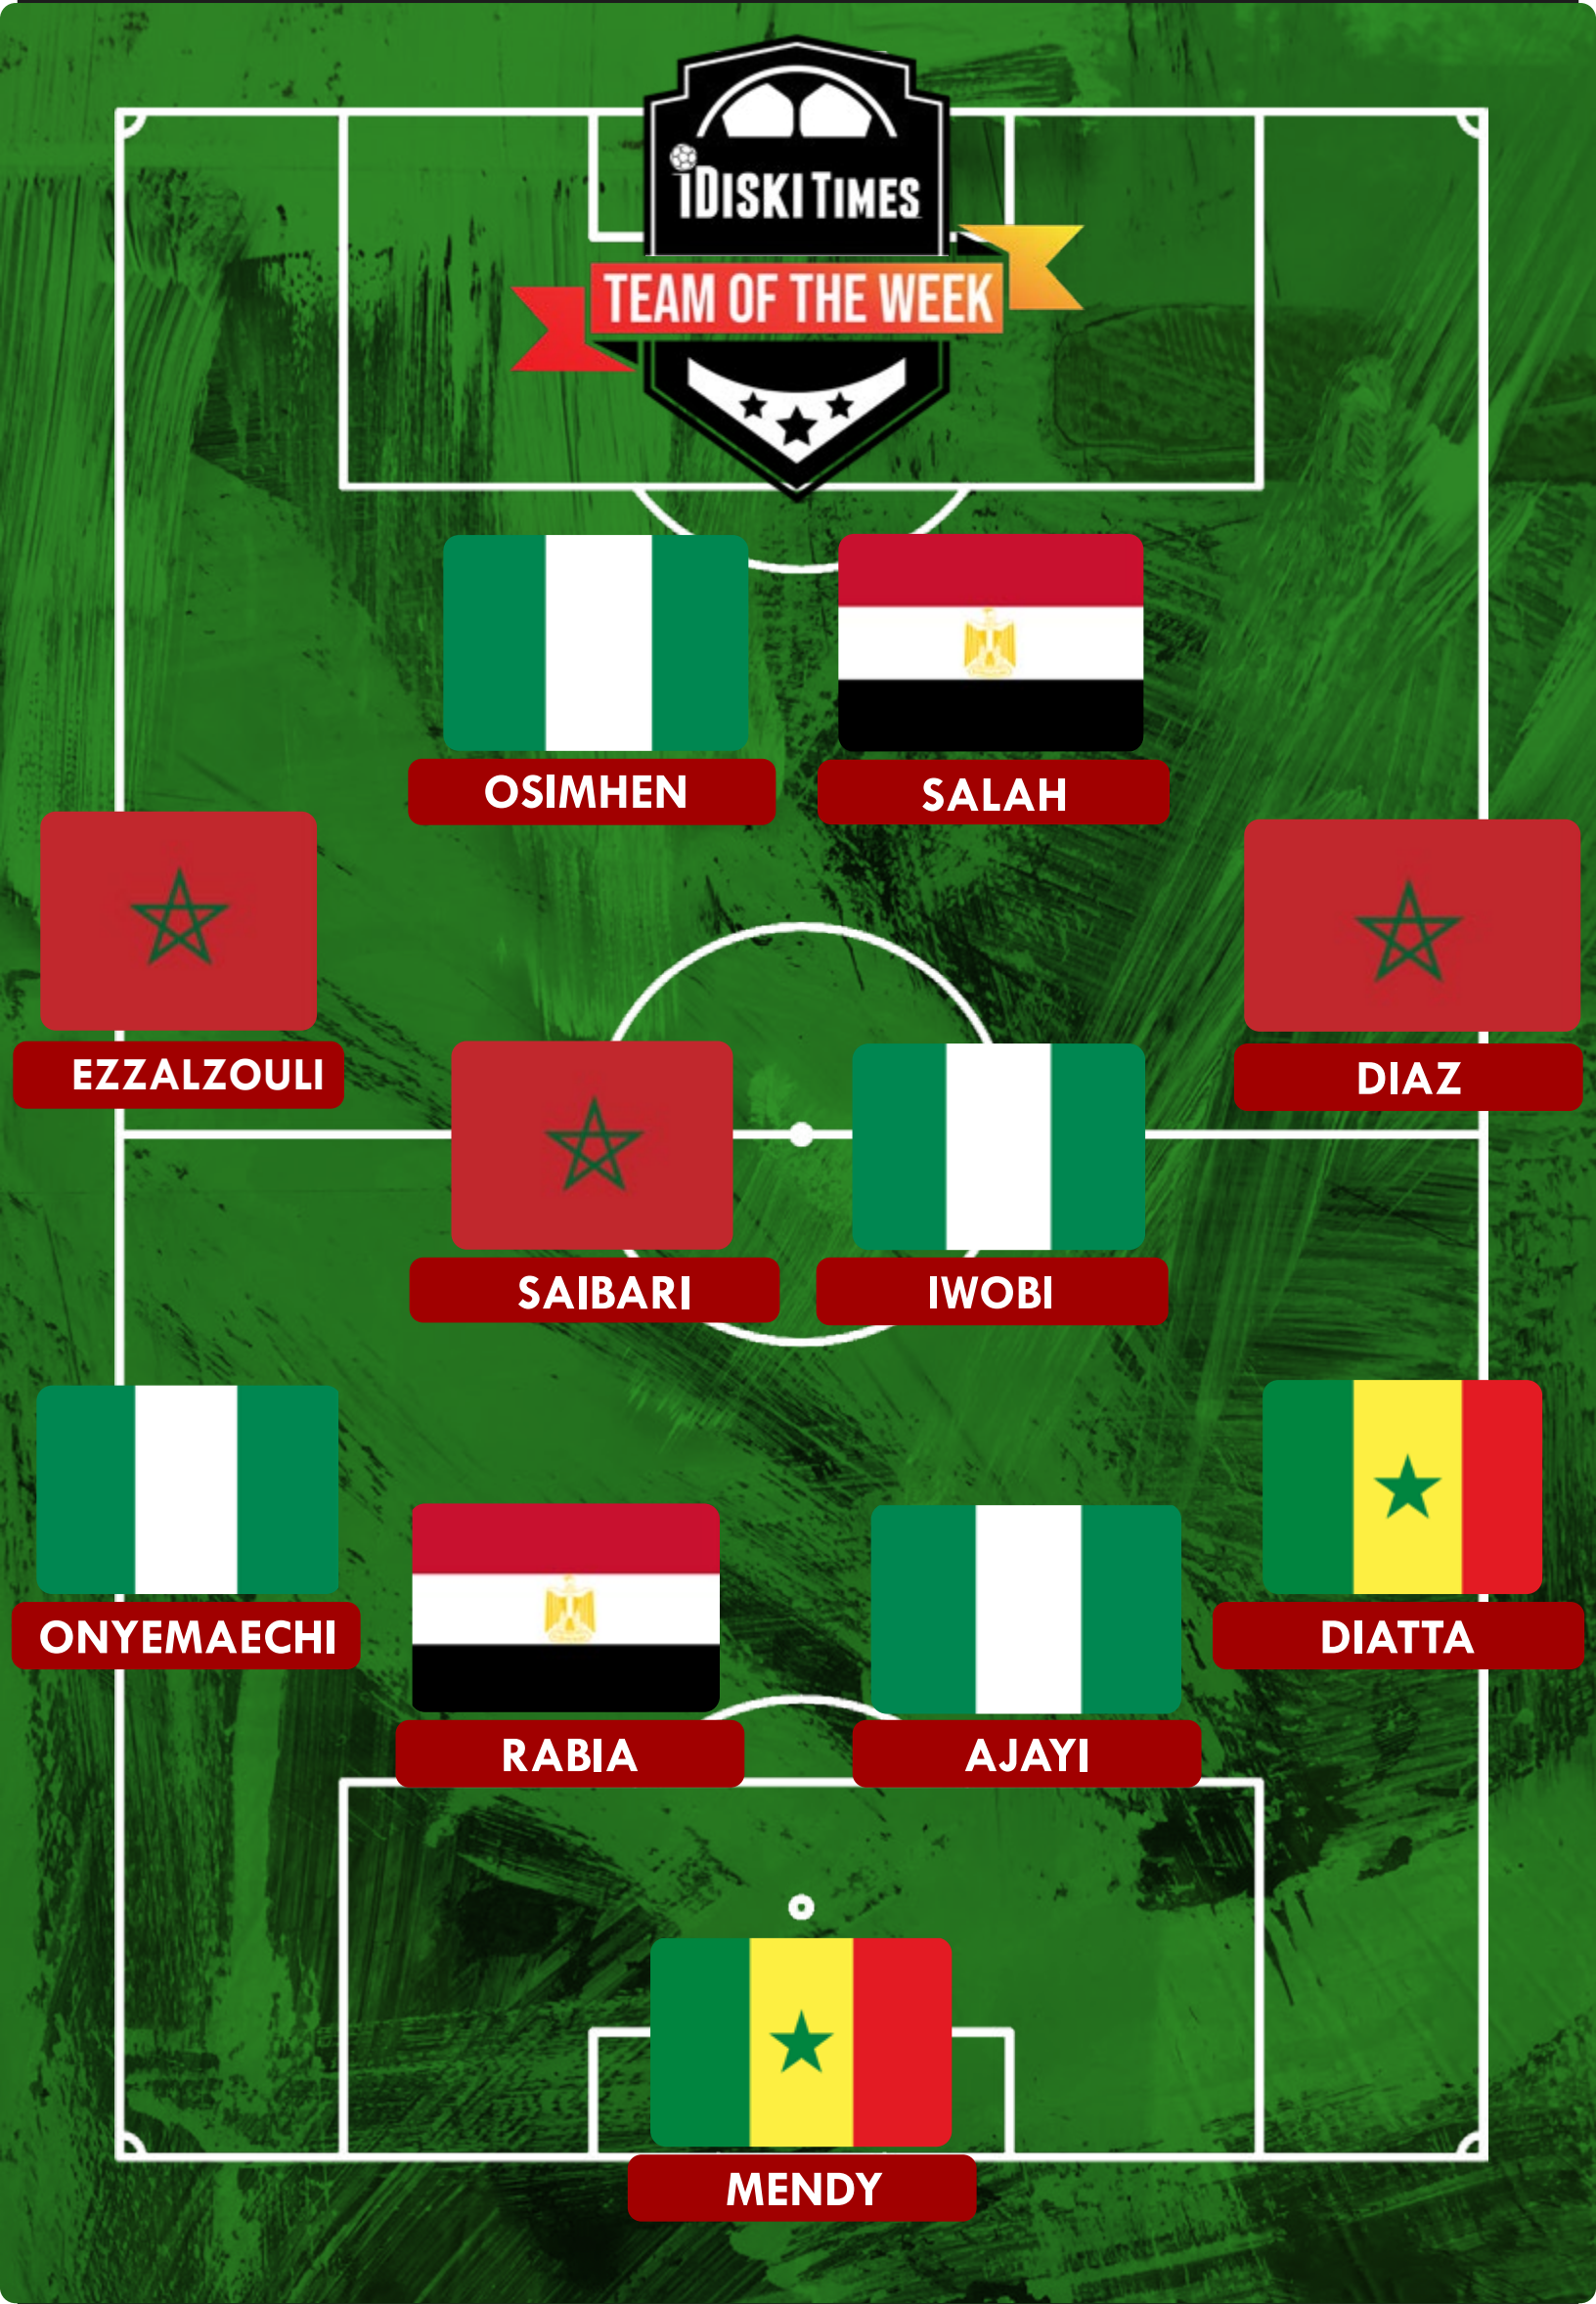 iDISKI TIMES
TEAM OF THE WEEK
OSIMHEN
SALAH
EZZALZOULI
DIAZ
SAIBARI
IWOBI
ONYEMAECHI
DIATTA
RABIA
AJAYI
MENDY